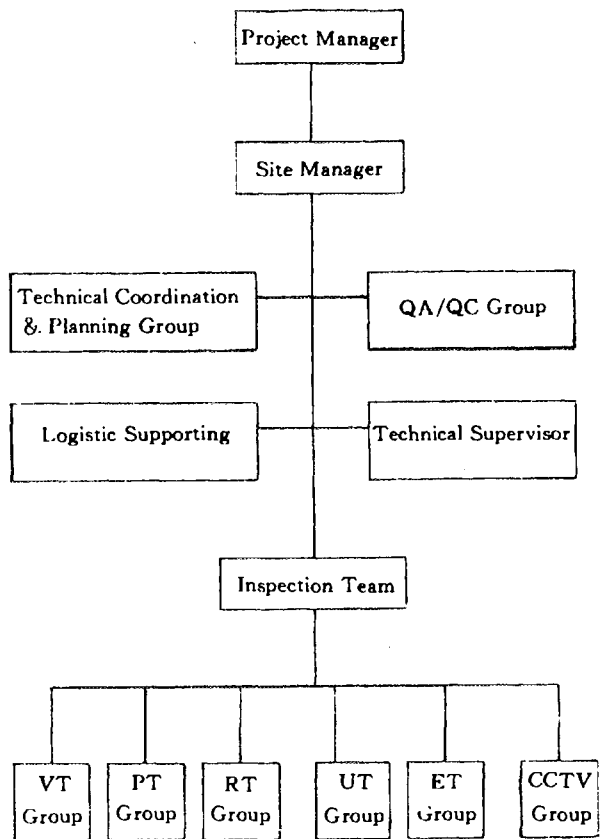 Project Manager
Site Manager
Technical Coordination
&. Planning Group
QA/QC Group
Logistic Supporting
Technical Supervisor
Inspection Team
VT
Group
PT
Group
RT
Group
UT
Group
ET
Group
CCTV
Group